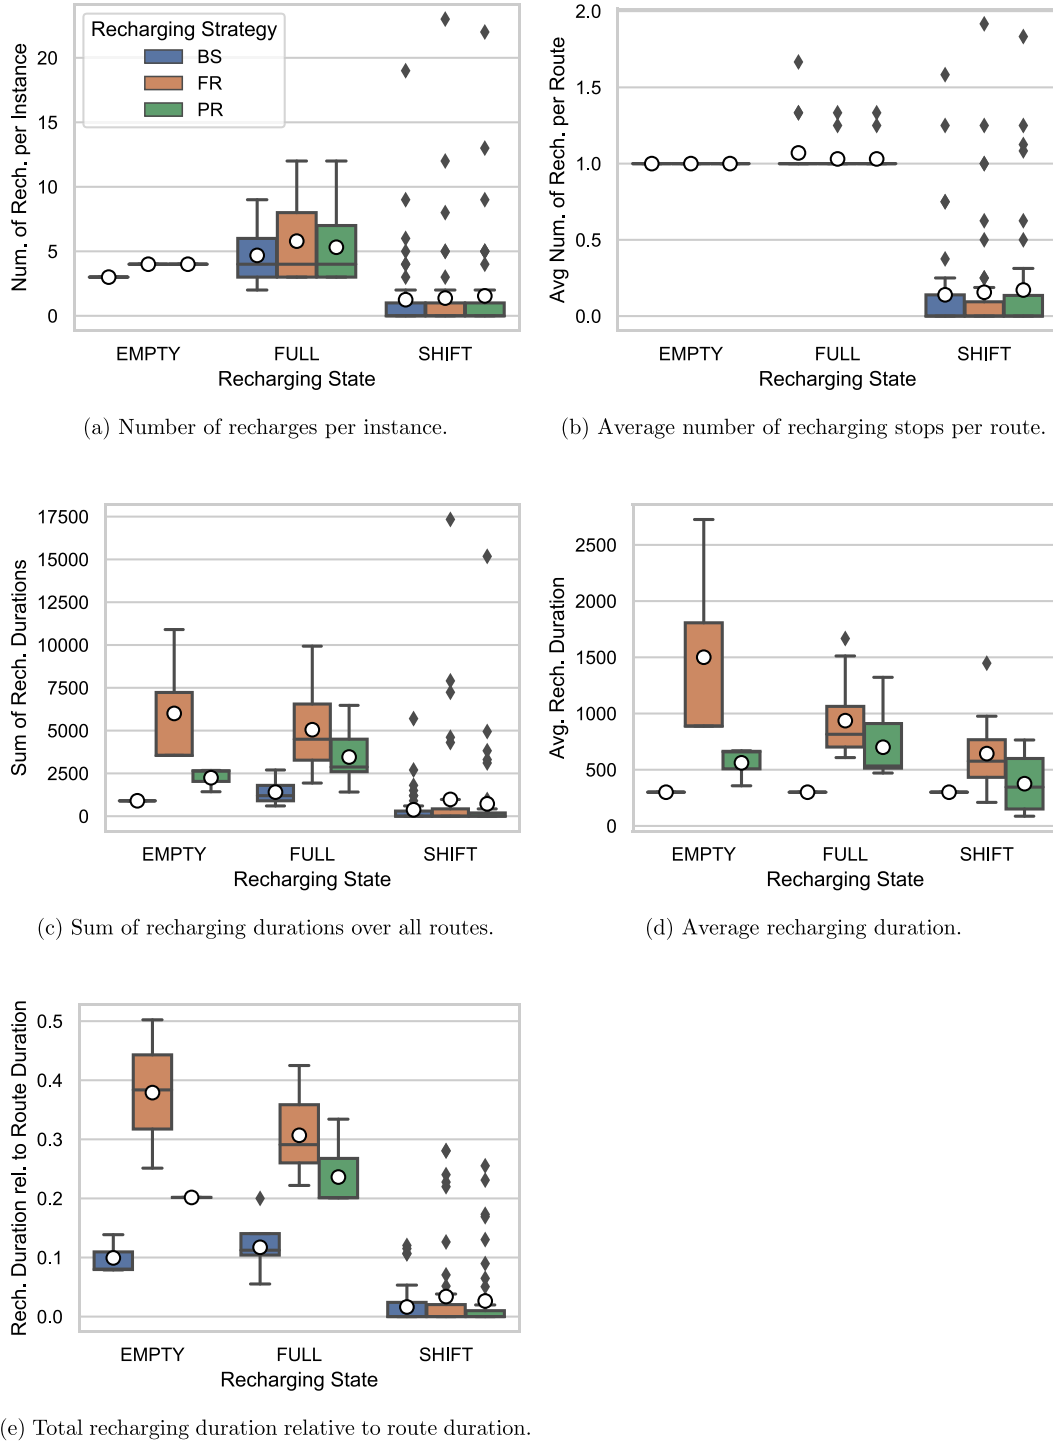 Num. of Rech. per Instance
20
15
10
5
0
Recharging Strategy
BS
FR
PR
EMPTY FULL SHIFT
Recharging State
(a) Number of recharges per instance.
Avg Num. of Rech. per Route
2.0
1.5
1.0
0.5
0.0
EMPTY FULL SHIFT
Recharging State
(b) Average number of recharging stops per route.
Sum of Rech. Durations
17500
15000
12500
10000
7500
5000
2500
0
EMPTY FULL SHIFT
Recharging State
(c) Sum of recharging durations over all routes.
Avg. Rech. Duration
2500
2000
1500
1000
500
0
EMPTY FULL SHIFT
Recharging State
(d) Average recharging duration.
Rech. Duration rel. to Route Duration
0.5
0.4
0.3
0.2
0.1
0.0
EMPTY FULL SHIFT
Recharging State
(e) Total recharging duration relative to route duration.